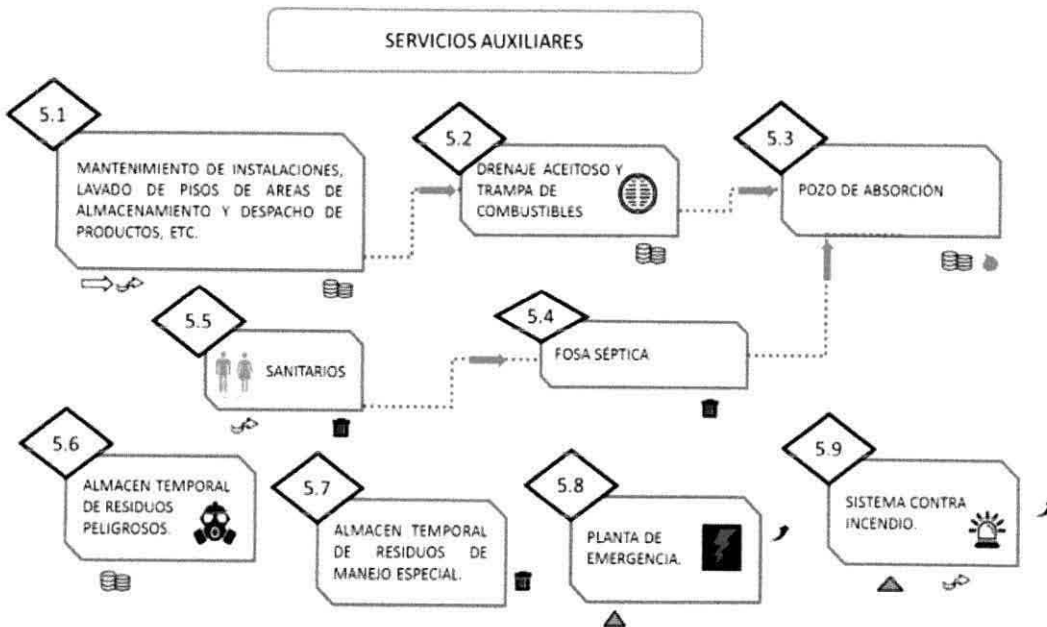 SERVICIOS AUXILIARES
5.1
MANTENIMIENTO DE INSTALACIONES,
LAVADO DE PISOS DE AREAS DE
ALMACENAMIENTO Y DESPACHO DE
PRODUCTOS, ETC.
5.2
DRENAJE ACEITOSO Y
TRAMPA DE
COMBUSTIBLES
5.3
POZO DE ABSORCIÓN
5.5
SANITARIOS
5.4
FOSA SÉPTICA
5.6
ALMACEN TEMPORAL
DE RESIDUOS
PELIGROSOS.
5.7
ALMACEN TEMPORAL
DE RESIDUOS DE
MANEJO ESPECIAL.
5.8
PLANTA DE
EMERGENCIA.
5.9
SISTEMA CONTRA
INCENDIO.